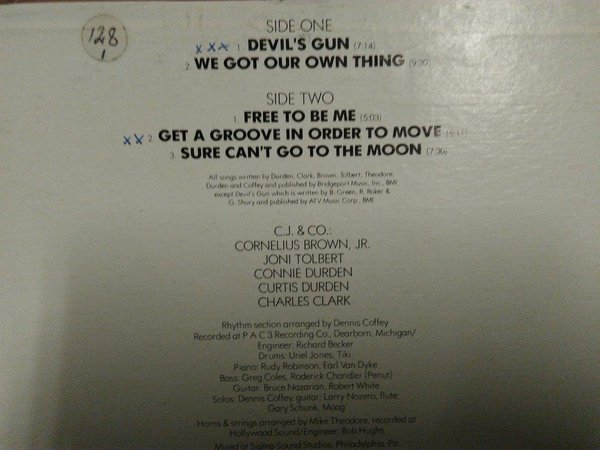 128
1
SIDE ONE
xxx 1. DEVIL'S GUN (7:14)
2. WE GOT OUR OWN THING (9:30)
SIDE TWO
1. FREE TO BE ME (5:03)
xx 2. GET A GROOVE IN ORDER TO MOVE
3. SURE CAN'T GO TO THE MOON (7:36)
All songs written by Durden, Clark, Brown, Tolbert, Theodore,
Durden and Coffey and published by Bridgeport Music, Inc., BMI
except Devil's Gun which is written by B. Green, R. Roker &
G. Shury and published by ATV Music Corp., BMI
C.J. & CO.:
CORNELIUS BROWN, JR.
JONI TOLBERT
CONNIE DURDEN
CURTIS DURDEN
CHARLES CLARK
Rhythm section arranged by Dennis Coffey
Recorded at P A C 3 Recording Co., Dearborn, Michigan/
Engineer: Richard Becker
Drums: Uriel Jones, Tiki
Piano: Rudy Robinson, Earl Van Dyke
Bass: Greg Coles, Roderick Chandler (Penut)
Guitar: Bruce Nazarian, Robert White
Solos: Dennis Coffey, guitar; Larry Nozero, flute
Gary Schunk, Moog
Horns & strings arranged by Mike Theodore, recorded at
Hollywood Sound/Engineer: Bob Hughs,
Mixed at Sigma Sound Studios, Philadelphia, Pa.